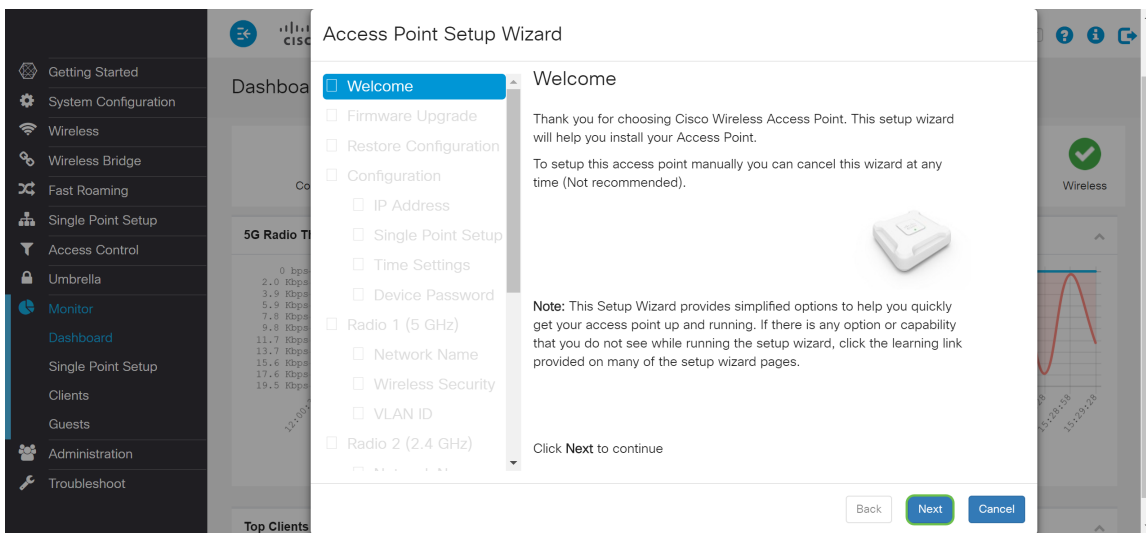 Getting Started
System Configuration
Wireless
Wireless Bridge
Fast Roaming
Single Point Setup
Access Control
Umbrella
Monitor
Dashboard
Single Point Setup
Clients
Guests
Administration
Troubleshoot
Dashboa
Co
5G Radio Th
0 bps
2.0 Kbps
3.9 Kbps
5.9 Kbps
7.8 Kbps
9.8 Kbps
11.7 Kbps
13.7 Kbps
15.6 Kbps
17.6 Kbps
19.5 Kbps
Top Clients
Access Point Setup Wizard
Welcome
Firmware Upgrade
Restore Configuration
Configuration
IP Address
Single Point Setup
Time Settings
Device Password
Radio 1 (5 GHz)
Network Name
Wireless Security
VLAN ID
Radio 2 (2.4 GHz)
Welcome
Thank you for choosing Cisco Wireless Access Point. This setup wizard
will help you install your Access Point.
To setup this access point manually you can cancel this wizard at any
time (Not recommended).
Note: This Setup Wizard provides simplified options to help you quickly
get your access point up and running. If there is any option or capability
that you do not see while running the setup wizard, click the learning link
provided on many of the setup wizard pages.
Click Next to continue
Back Next Cancel
Wireless
15:28:58
15:29:28